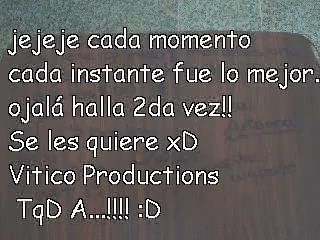 jejeje cada momento
cada instante fue lo mejor.
ojalá halla 2da vez!!
Se les quiere xD
Vitico Productions
TqD A...!!!! :D